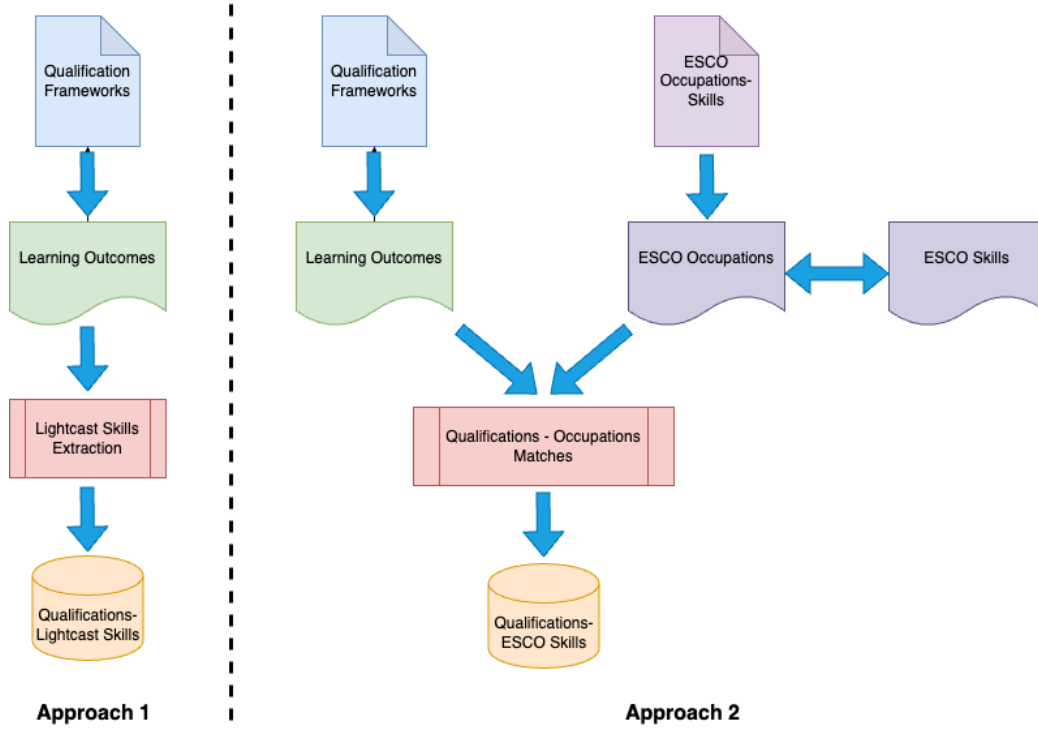 Qualification
Frameworks
Learning Outcomes
Lightcast Skills
Extraction
Qualifications-
Lightcast Skills
Approach 1
Qualification
Frameworks
ESCO
Occupations-
Skills
Learning Outcomes
ESCO Occupations
ESCO Skills
Qualifications - Occupations
Matches
Qualifications-
ESCO Skills
Approach 2